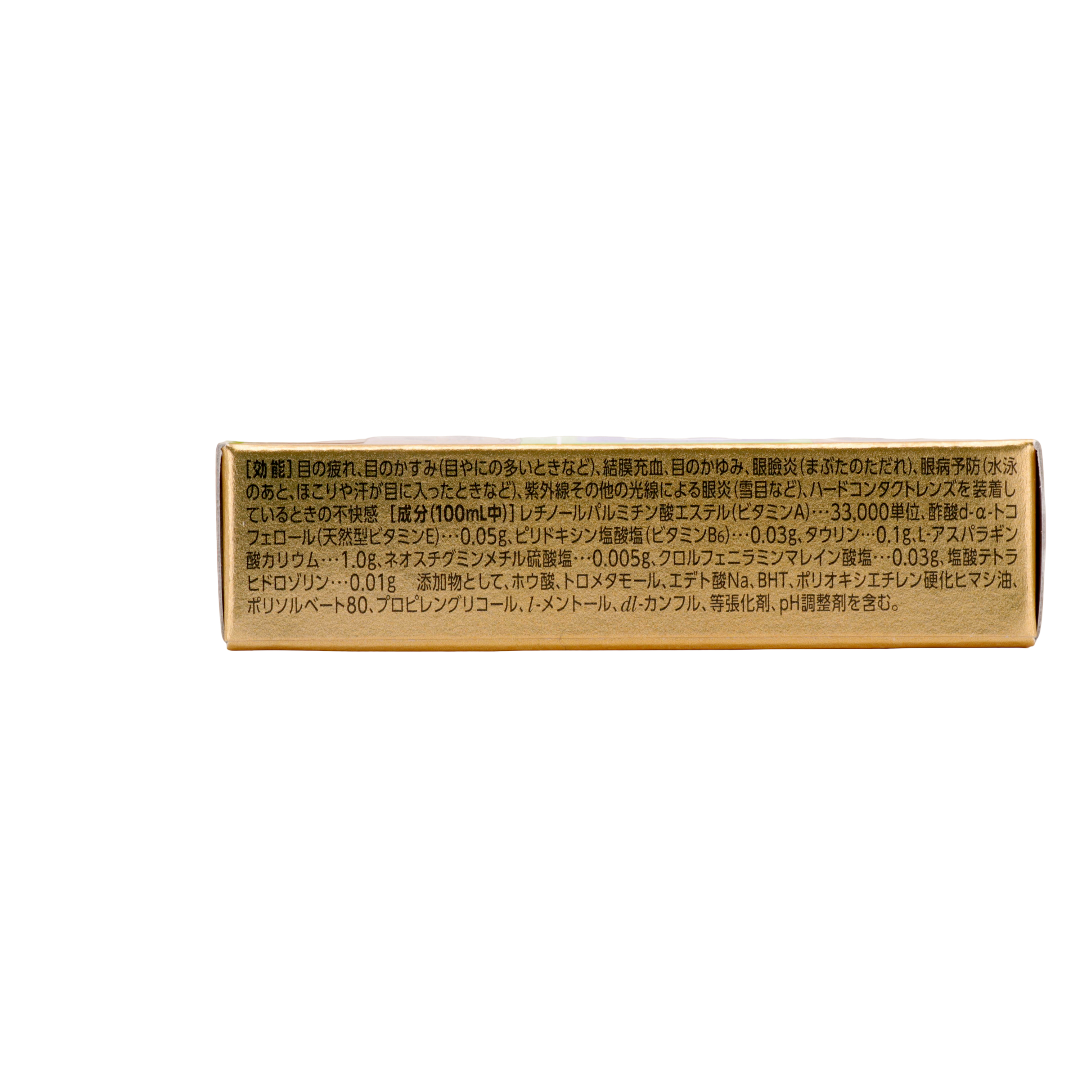 [効能]目の疲れ、目のかすみ(目やにの多いときなど)、結膜充血、目のかゆみ、眼瞼炎(まぶたのただれ)、眼病予防(水泳
のあと、ほこりや汗が目に入ったときなど)、紫外線その他の光線による眼炎(雪目など)、ハードコンタクトレンズを装着し
ているときの不快感 [成分(100mL中)]レチノールパルミチン酸エステル(ビタミンA)…33,000単位、酢酸d-α-トコ
フェロール(天然型ビタミンE)…0.05g、ピリドキシン塩酸塩(ビタミンB6)…0.03g、タウリン…0.1g、L-アスパラギン
酸カリウム…1.0g、ネオスチグミンメチル硫酸塩…0.005g、クロルフェニラミンマレイン酸塩…0.03g、塩酸テトラ
ヒドロゾリン…0.01g 添加物として、ホウ酸、トロメタモール、エデト酸Na、BHT、ポリオキシエチレン硬化ヒマシ油、
ポリソルベート80、プロピレングリコール、l-メントール、dl-カンフル、等張化剤、pH調整剤を含む。